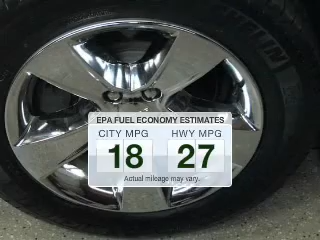 EPA FUEL ECONOMY ESTIMATES
CITY MPG HWY MPG
18 27
Actual mileage may vary.